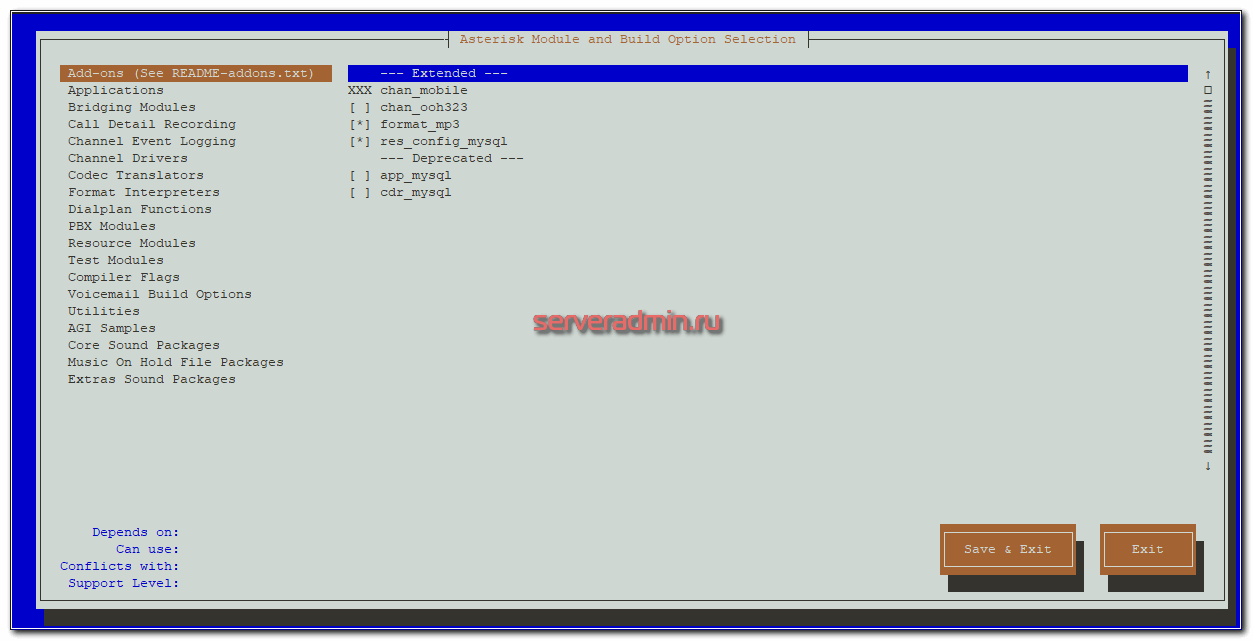 Asterisk Module and Build Option Selection
Add-ons (See README-addons.txt)
Applications
Bridging Modules
Call Detail Recording
Channel Event Logging
Channel Drivers
Codec Translators
Format Interpreters
Dialplan Functions
PBX Modules
Resource Modules
Test Modules
Compiler Flags
Voicemail Build Options
Utilities
AGI Samples
Core Sound Packages
Music On Hold File Packages
Extras Sound Packages
--- Extended ---
XXX chan_mobile
[ ] chan_ooh323
[*] format_mp3
[*] res_config_mysql
--- Deprecated ---
[ ] app_mysql
[ ] cdr_mysql
serveradmin.ru
Depends on:
Can use:
Conflicts with:
Support Level:
Save & Exit
Exit